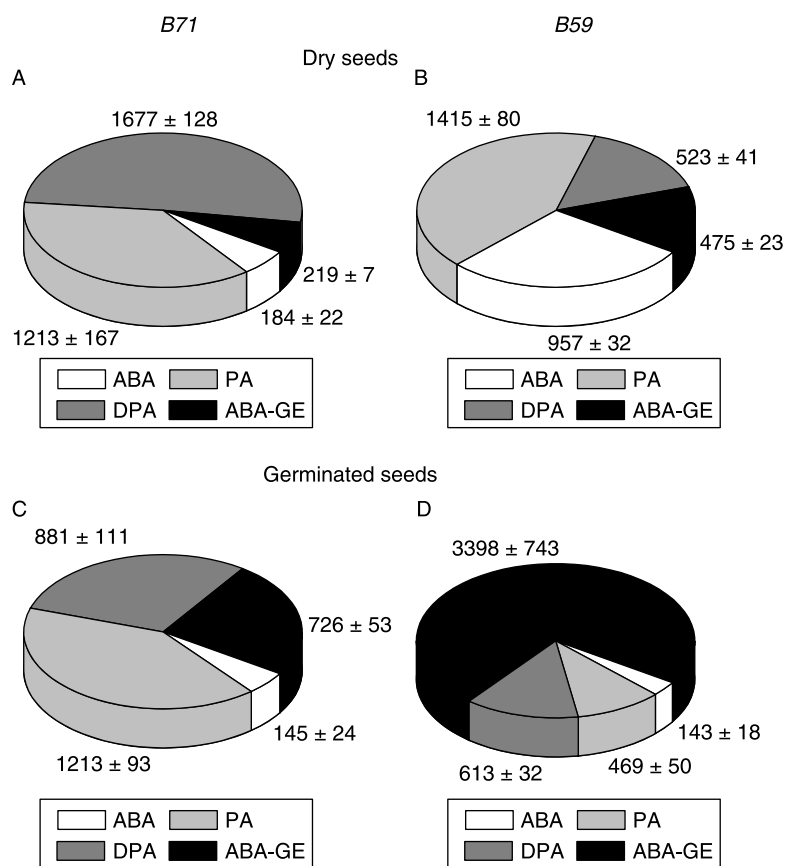 B71 B59
Dry seeds
A B
1677 ± 128
1415 ± 80
523 ± 41
475 ± 23
219 ± 7
184 ± 22
1213 ± 167
957 ± 32
ABA PA ABA PA
DPA ABA-GE DPA ABA-GE
Germinated seeds
C D
881 ± 111
3398 ± 743
726 ± 53
145 ± 24
143 ± 18
1213 ± 93
613 ± 32
469 ± 50
ABA PA ABA PA
DPA ABA-GE DPA ABA-GE